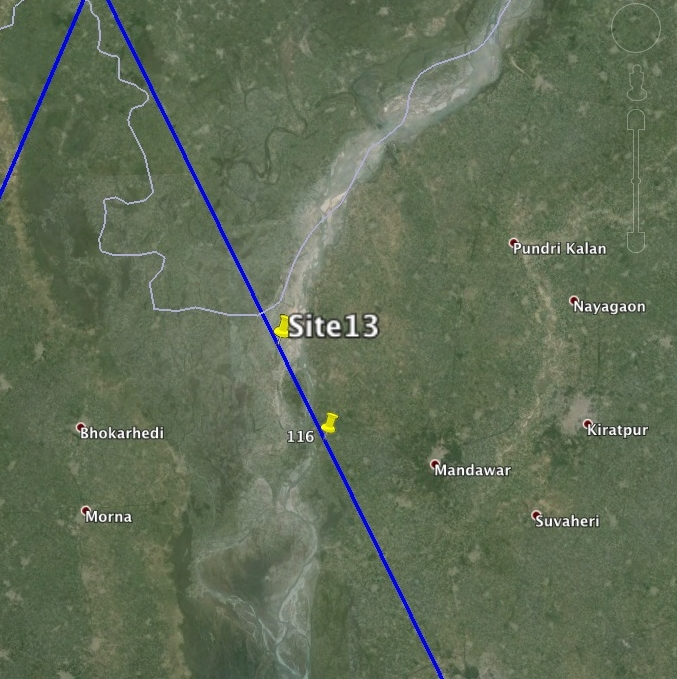 Pundri Kalan
Nayagaon
Site13
Bhokarhedi
116
Kiratpur
Mandawar
Morna
Suvaheri